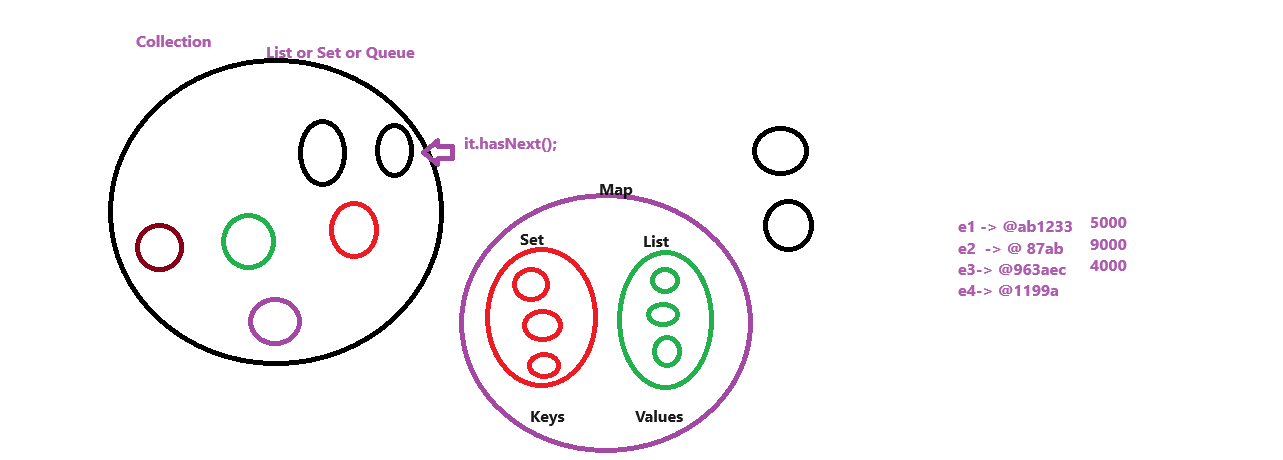 Collection
List or Set or Queue
it.hasNext();
Map
Set
List
Keys
Values
e1 -> @ab1233 5000
e2 -> @ 87ab 9000
e3-> @963aec 4000
e4-> @1199a